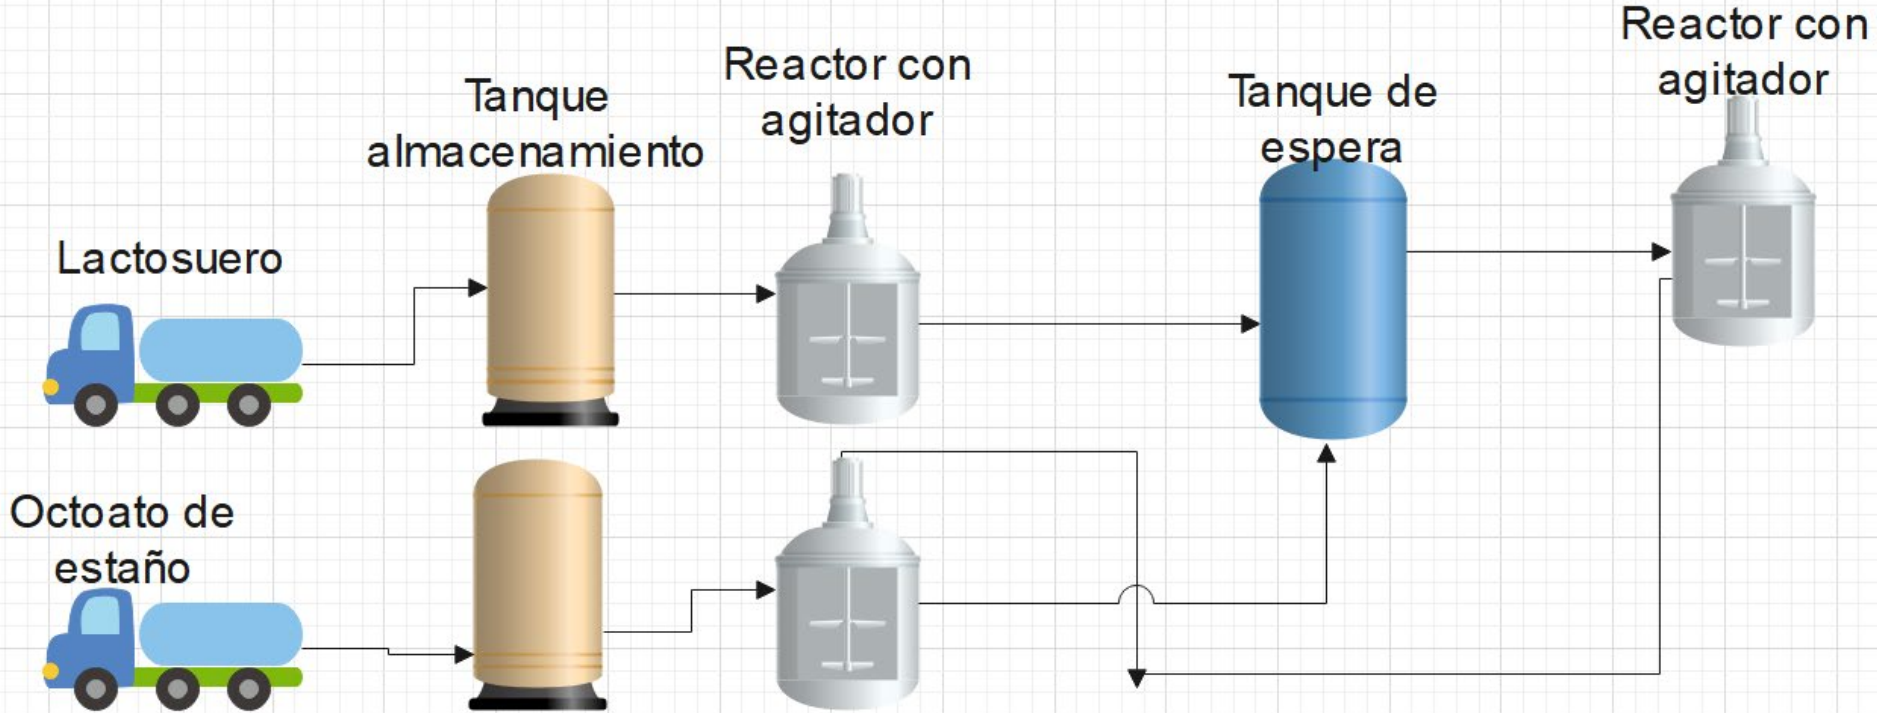 Lactosuero
Tanque
almacenamiento
Reactor con
agitador
Tanque de
espera
Reactor con
agitador
Octoato de
estaño